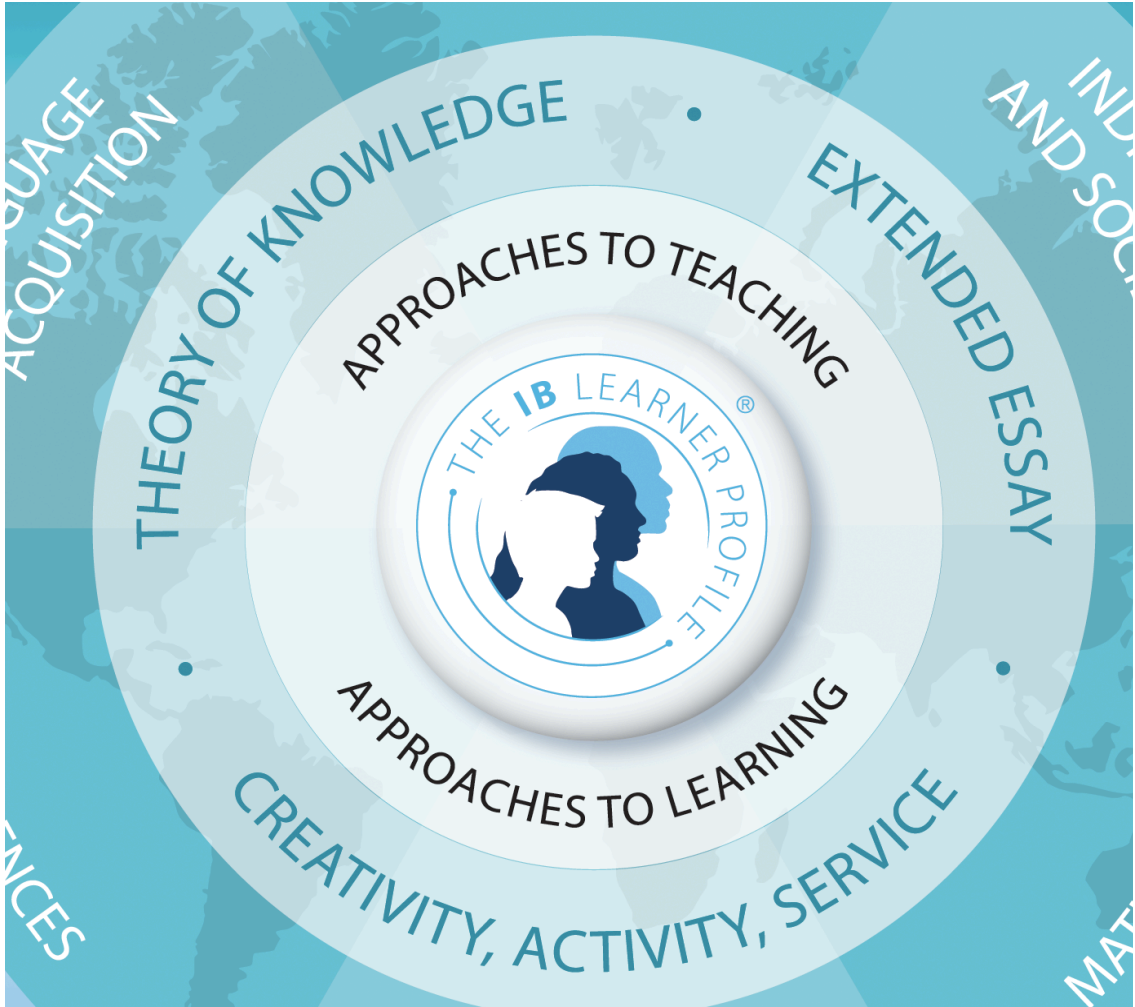 ACQUISITION
AND
THEORY OF KNOWLEDGE
EXTENDED ESSAY
CREATIVITY, ACTIVITY, SERVICE
APPROACHES TO TEACHING
APPROACHES TO LEARNING
THE IB LEARNER PROFILE ®